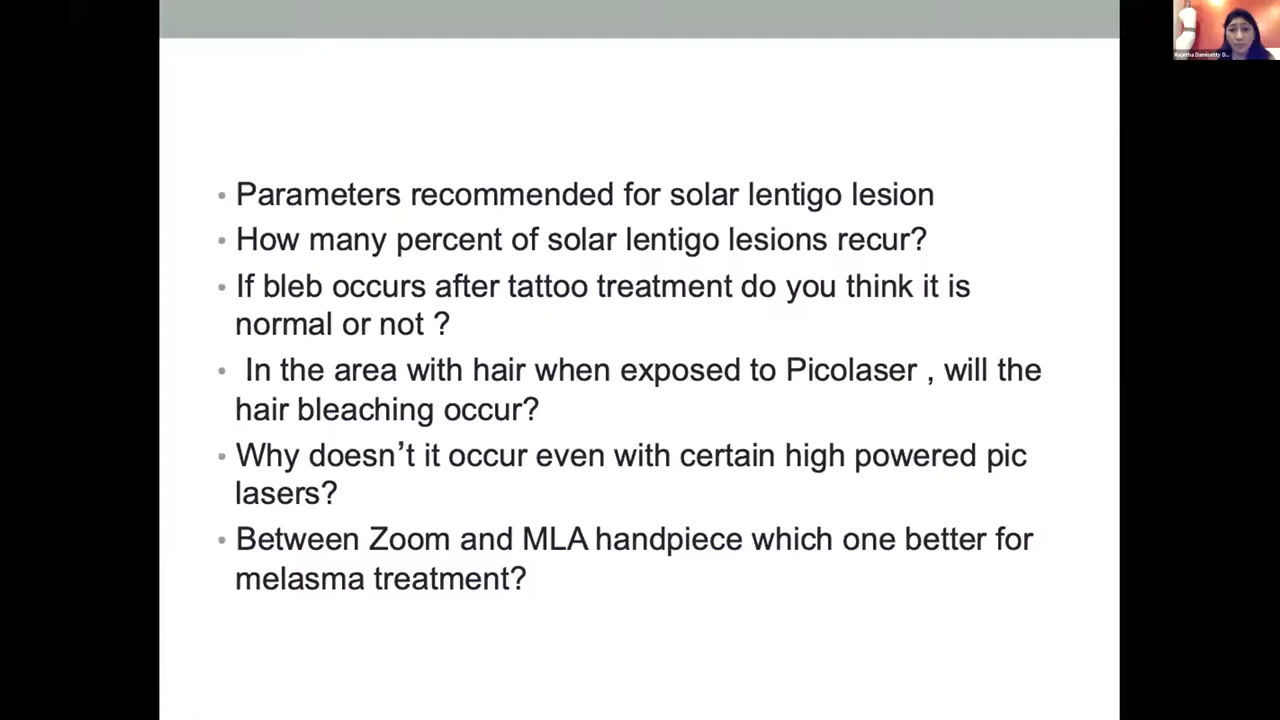 • Parameters recommended for solar lentigo lesion
• How many percent of solar lentigo lesions recur?
• If bleb occurs after tattoo treatment do you think it is
normal or not ?
• In the area with hair when exposed to Picolaser , will the
hair bleaching occur?
• Why doesn’t it occur even with certain high powered pic
lasers?
• Between Zoom and MLA handpiece which one better for
melasma treatment?
Rajetha Damisetty D...